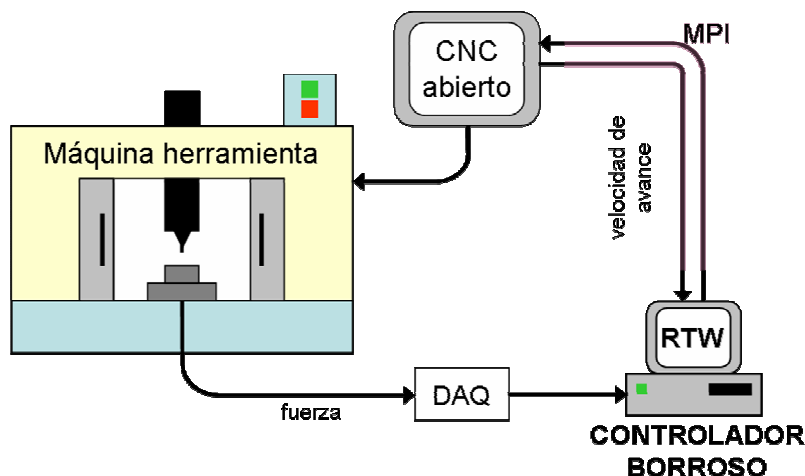 CNC
abierto
MPI
Máquina herramienta
velocidad de
avance
RTW
DAQ
fuerza
CONTROLADOR
BORROSO